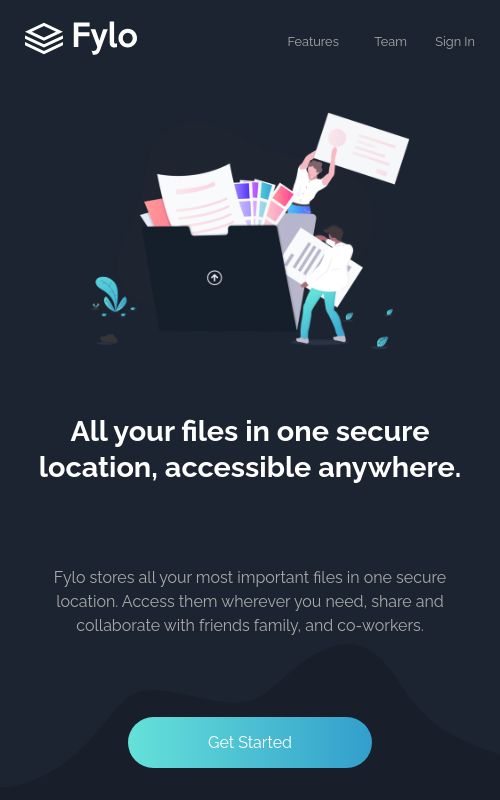 Fylo
Features Team Sign In
All your files in one secure
location, accessible anywhere.
Fylo stores all your most important files in one secure
location. Access them wherever you need, share and
collaborate with friends family, and co-workers.
Get Started